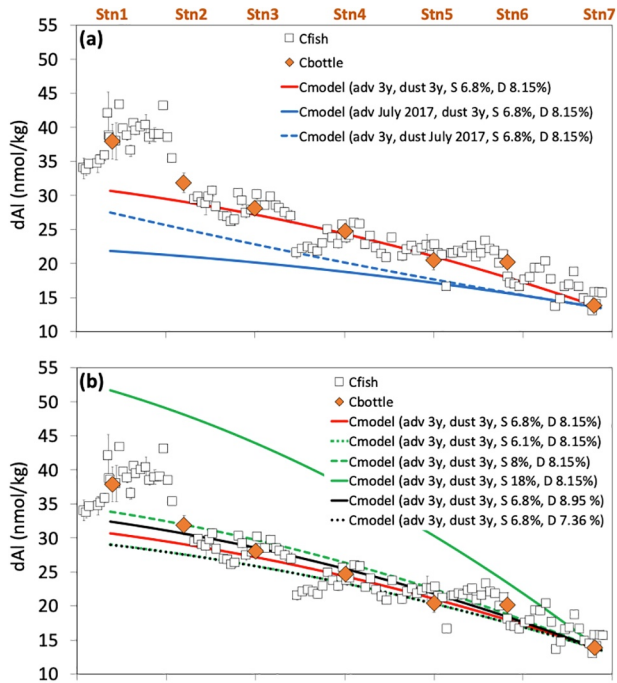 Stn1 Stn2 Stn3 Stn4 Stn5 Stn6 Stn7
(a)
Cfish
Cbottle
Cmodel (adv 3y, dust 3y, S 6.8%, D 8.15%)
Cmodel (adv July 2017, dust 3y, S 6.8%, D 8.15%)
Cmodel (adv 3y, dust July 2017, S 6.8%, D 8.15%)
dAl (nmol/kg)
55
50
45
40
35
30
25
20
15
10
(b)
Cfish
Cbottle
Cmodel (adv 3y, dust 3y, S 6.8%, D 8.15%)
Cmodel (adv 3y, dust 3y, S 6.1%, D 8.15%)
Cmodel (adv 3y, dust 3y, S 8%, D 8.15%)
Cmodel (adv 3y, dust 3y, S 18%, D 8.15%)
Cmodel (adv 3y, dust 3y, S 6.8%, D 8.95 %)
Cmodel (adv 3y, dust 3y, S 6.8%, D 7.36 %)
dAl (nmol/kg)
55
50
45
40
35
30
25
20
15
10